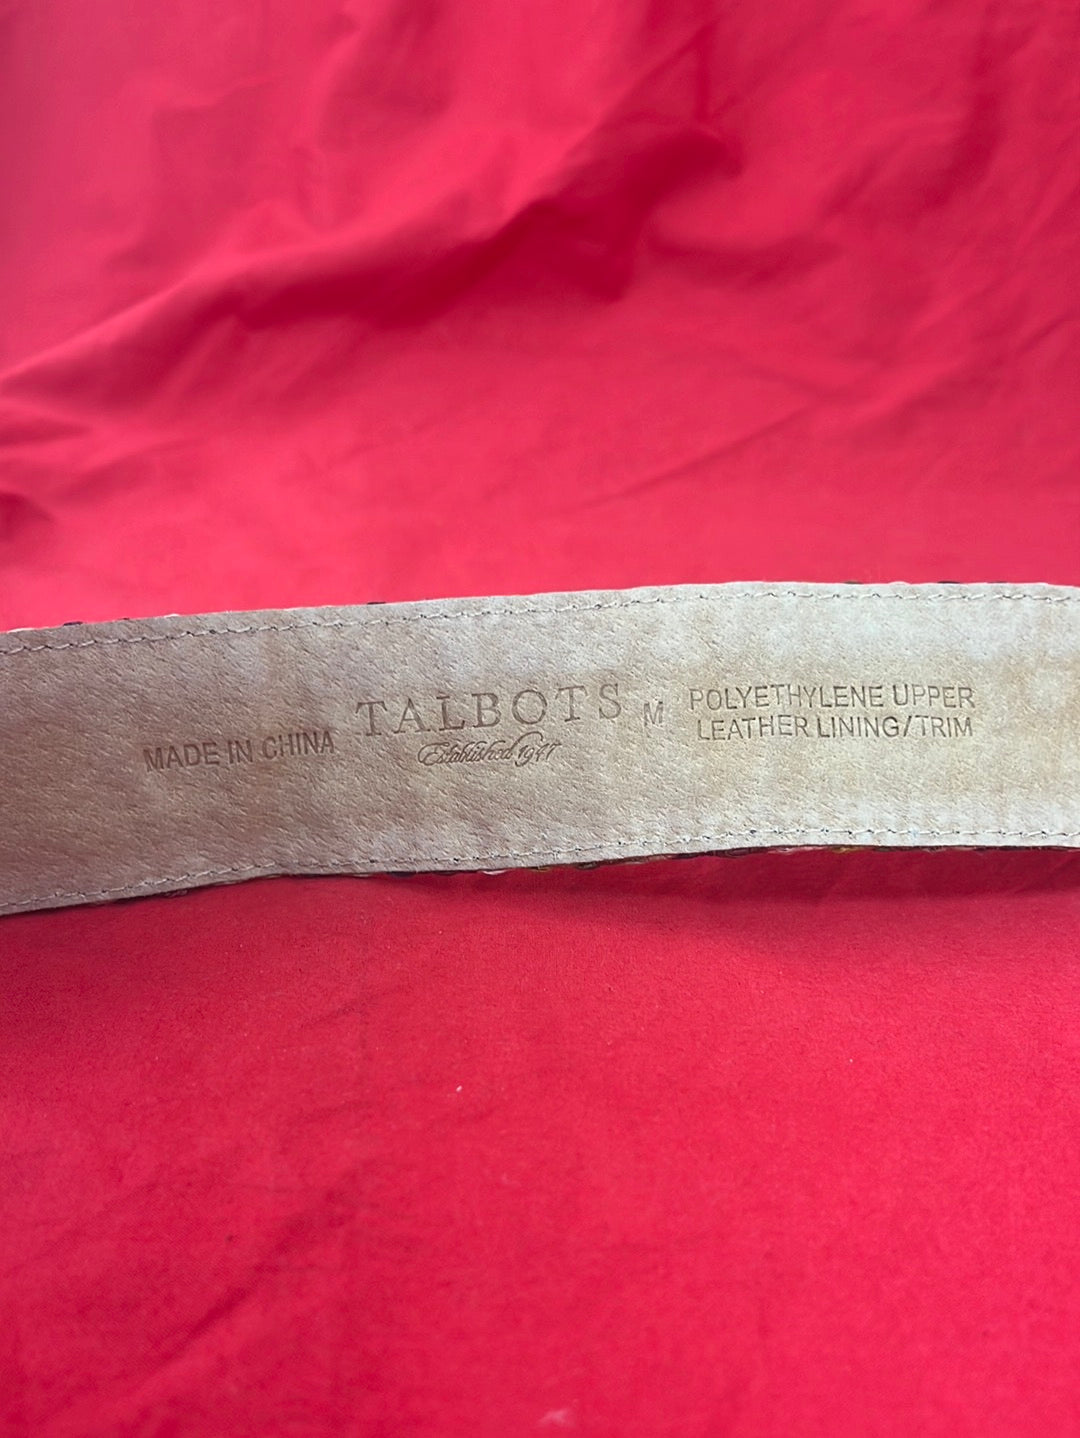 MADE IN CHINA
TALBOTS
Established 1947
M
POLYETHYLENE UPPER
LEATHER LINING/TRIM